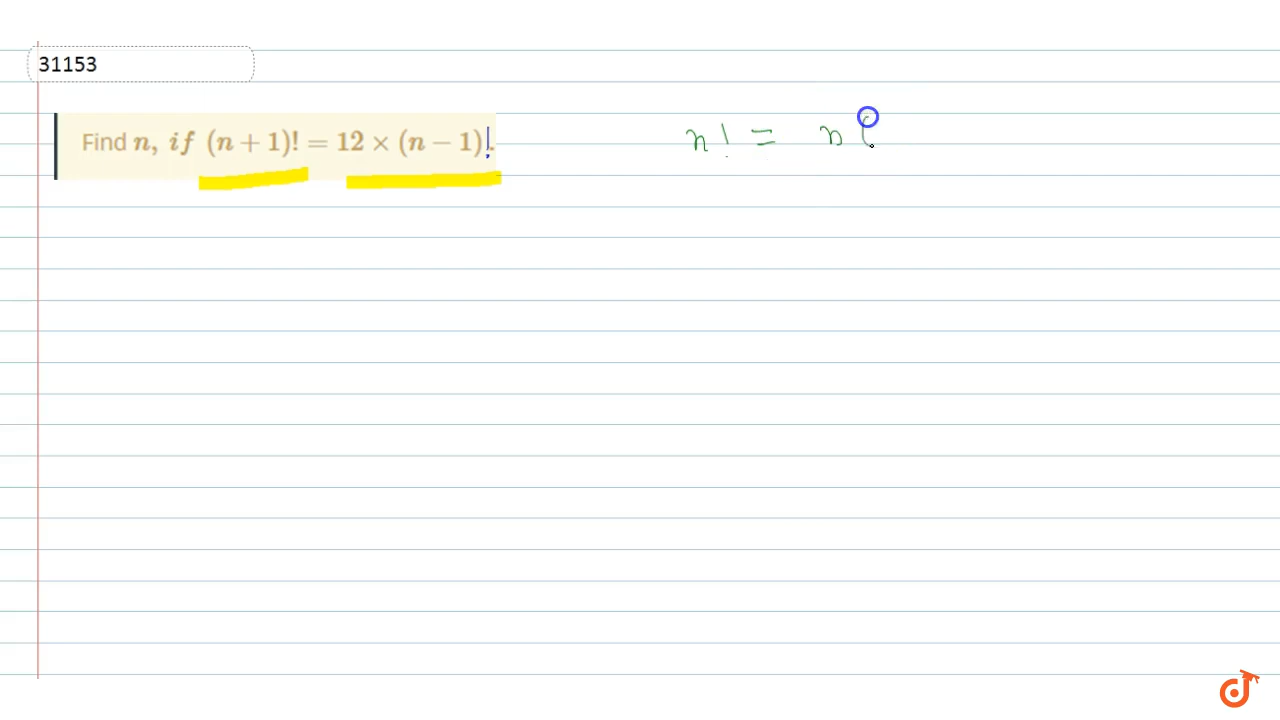 31153
Find n, if (n + 1)! = 12 × (n − 1)!.
n! = n (